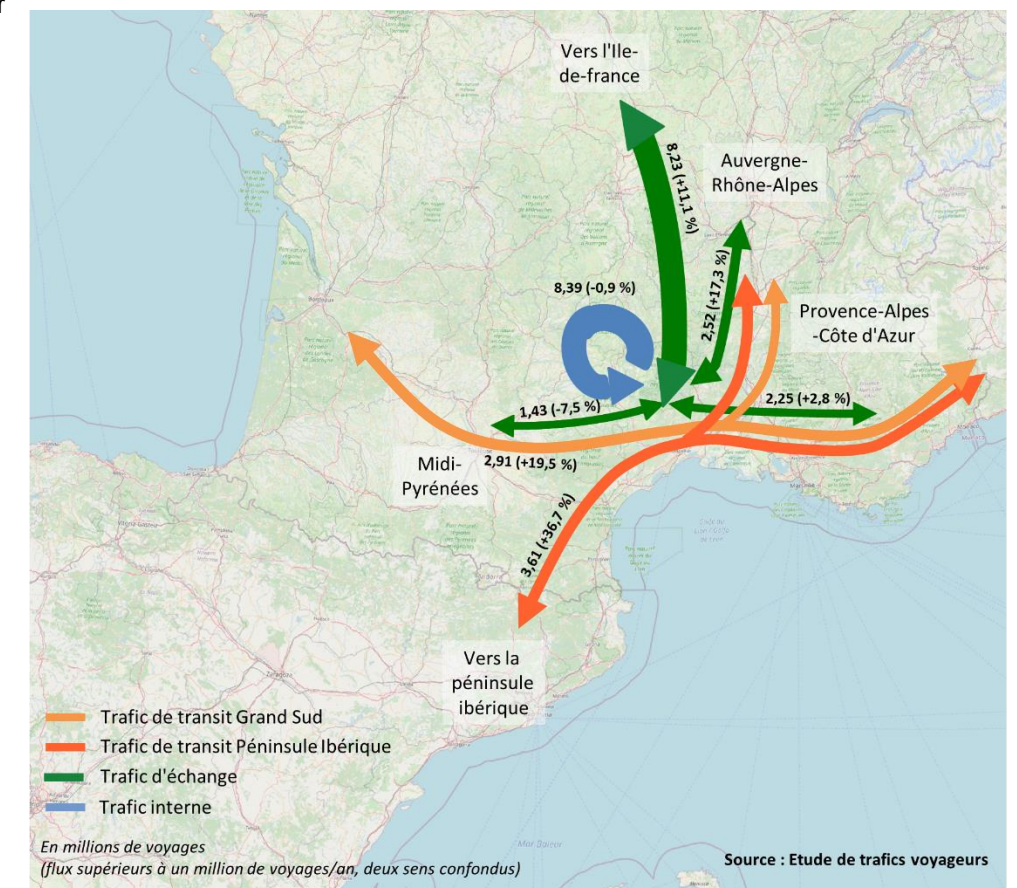 r
Vers l'Ile-
de-france
8,23 (+11,1 %)
Auvergne-
Rhône-Alpes
2,52 (+17,3 %)
8,39 (-0,9 %)
Provence-Alpes
-Côte d'Azur
2,25 (+2,8 %)
1,43 (-7,5 %)
2,91 (+19,5 %)
Midi-
Pyrénées
3,61 (+36,7 %)
Vers la
péninsule
ibérique
Bordeaux
Zaragoza
Mar Balear
Trafic de transit Grand Sud
Trafic de transit Péninsule Ibérique
Trafic d'échange
Trafic interne
En millions de voyages
(flux supérieurs à un million de voyages/an, deux sens confondus)
Source : Etude de trafics voyageurs